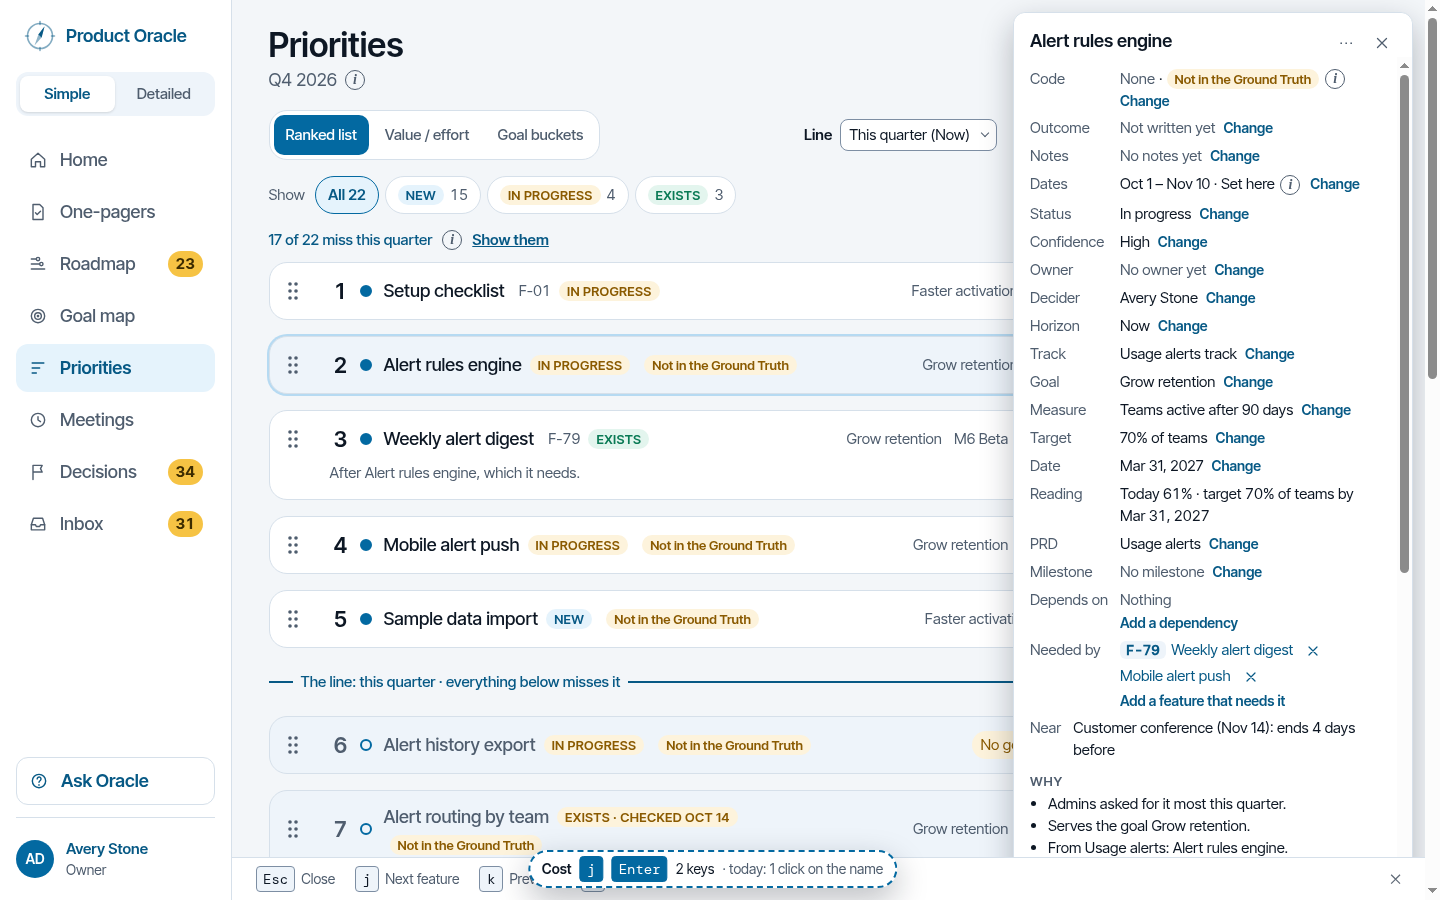 Product Oracle
Simple
Detailed
Home
One-pagers
Roadmap 23
Goal map
Priorities
Meetings
Decisions 34
Inbox 31
Ask Oracle
AD
Avery Stone
Owner
Priorities
Q4 2026 i
Ranked list
Value / effort
Goal buckets
Line This quarter (Now)
Show All 22 NEW 15 IN PROGRESS 4 EXISTS 3
17 of 22 miss this quarter i Show them
1 Setup checklist F-01 IN PROGRESS Faster activation
2 Alert rules engine IN PROGRESS Not in the Ground Truth Grow retention
3 Weekly alert digest F-79 EXISTS Grow retention M6 Beta
After Alert rules engine, which it needs.
4 Mobile alert push IN PROGRESS Not in the Ground Truth Grow retention
5 Sample data import NEW Not in the Ground Truth Faster activati
The line: this quarter · everything below misses it
6 Alert history export IN PROGRESS Not in the Ground Truth No go
7 Alert routing by team EXISTS · CHECKED OCT 14 Grow retention
Not in the Ground Truth
Esc Close j Next feature k Prev
Cost j Enter 2 keys · today: 1 click on the name
Alert rules engine
Code None · Not in the Ground Truth i
Change
Outcome Not written yet Change
Notes No notes yet Change
Dates Oct 1 – Nov 10 · Set here i Change
Status In progress Change
Confidence High Change
Owner No owner yet Change
Decider Avery Stone Change
Horizon Now Change
Track Usage alerts track Change
Goal Grow retention Change
Measure Teams active after 90 days Change
Target 70% of teams Change
Date Mar 31, 2027 Change
Reading Today 61% · target 70% of teams by
Mar 31, 2027
PRD Usage alerts Change
Milestone No milestone Change
Depends on Nothing
Add a dependency
Needed by F-79 Weekly alert digest
Mobile alert push
Add a feature that needs it
Near Customer conference (Nov 14): ends 4 days
before
WHY
• Admins asked for it most this quarter.
• Serves the goal Grow retention.
• From Usage alerts: Alert rules engine.